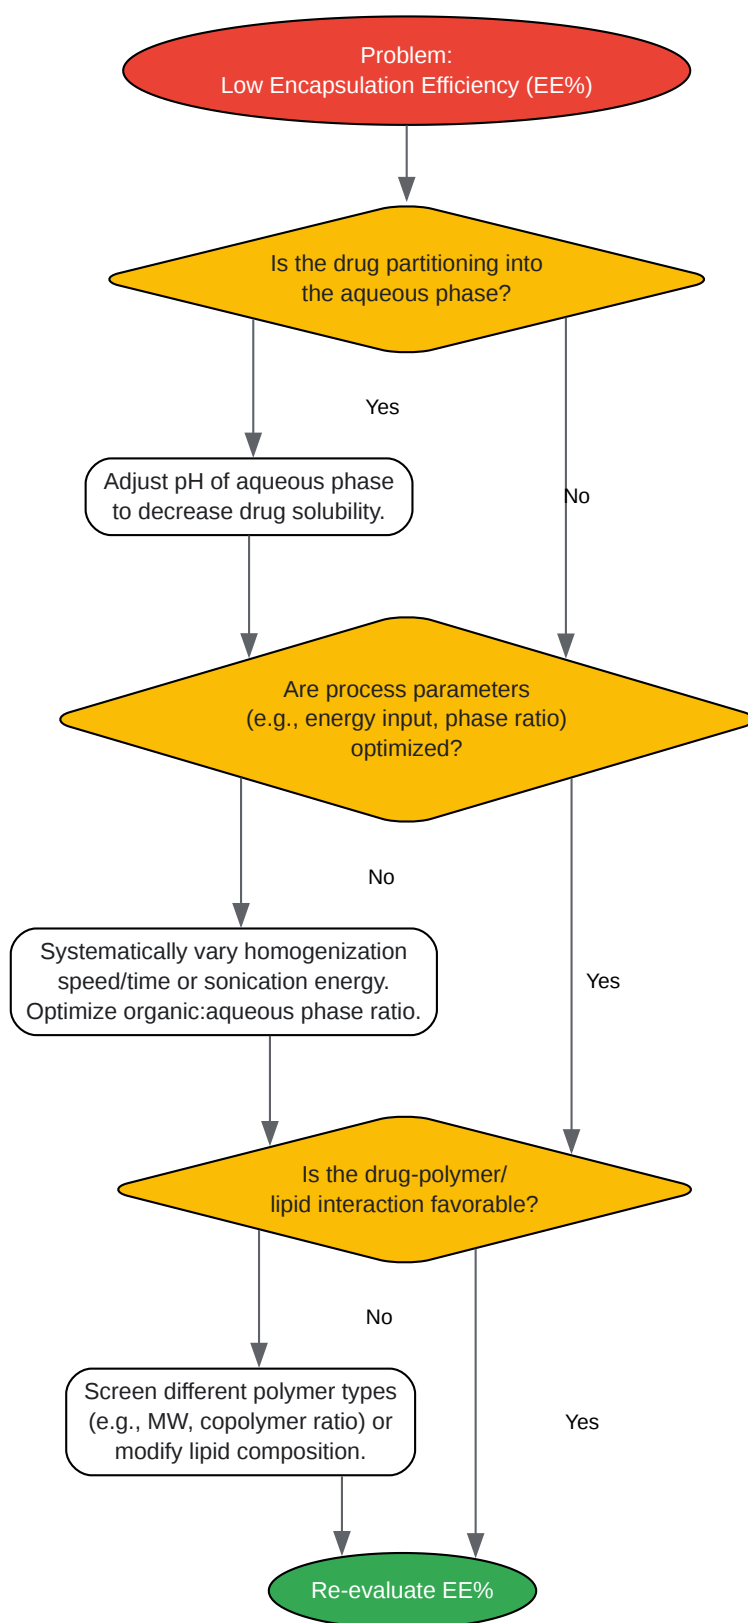 Problem:
Low Encapsulation Efficiency (EE%)
Is the drug partitioning into
the aqueous phase?
Yes
Adjust pH of aqueous phase
to decrease drug solubility.
No
Are process parameters
(e.g., energy input, phase ratio)
optimized?
No
Systematically vary homogenization
speed/time or sonication energy.
Optimize organic:aqueous phase ratio.
Yes
Is the drug-polymer/
lipid interaction favorable?
No
Screen different polymer types
(e.g., MW, copolymer ratio) or
modify lipid composition.
Yes
Re-evaluate EE%